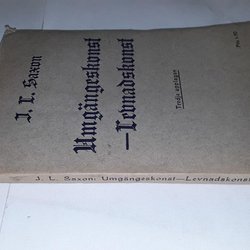 J. L. Saxon
Umgängeskonst
—Levnadskonst
Tredje upplagan
J. L. Saxon: Umgängeskonst—Levnadskonst